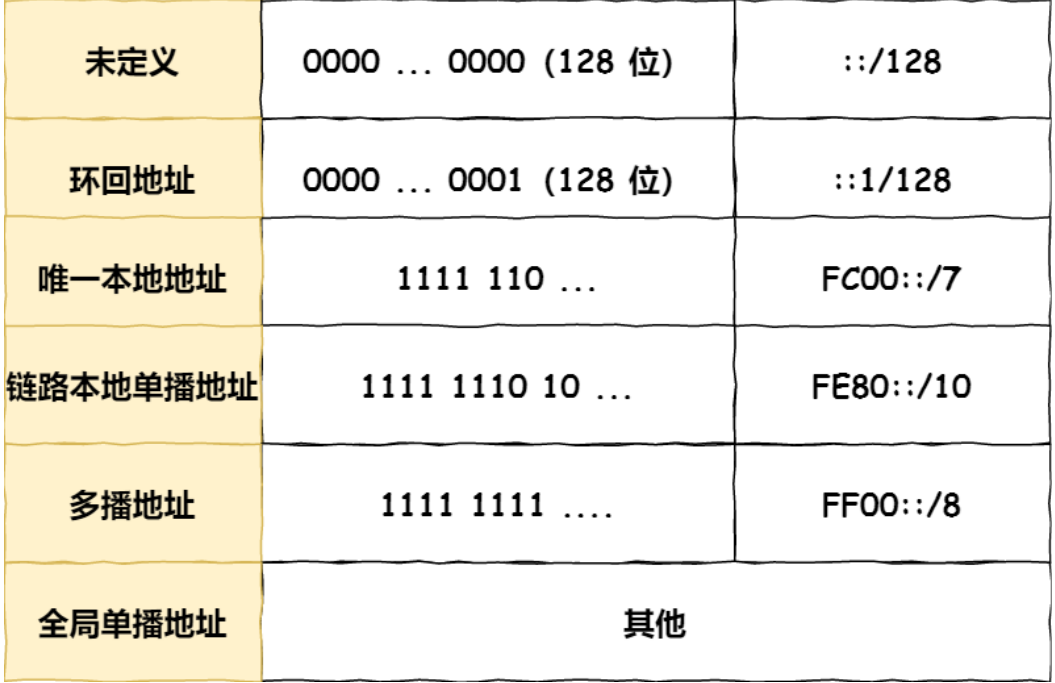 未定义 0000 ... 0000 (128 位) ::/128
环回地址 0000 ... 0001 (128 位) ::1/128
唯一本地地址 1111 110 ... FC00::/7
链路本地单播地址 1111 1110 10 ... FE80::/10
多播地址 1111 1111 .... FF00::/8
全局单播地址 其他